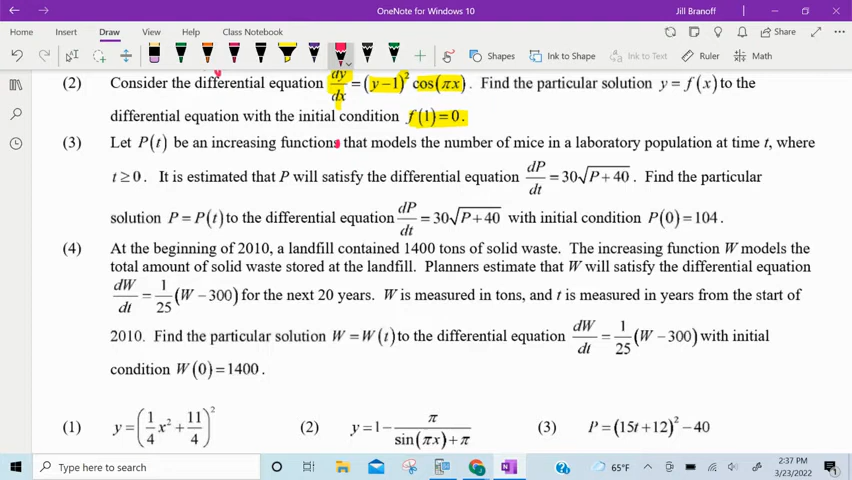 OneNote for Windows 10
Jill Branoff
Home Insert Draw View Help Class Notebook
Share
Shapes Ink to Shape Ink to Text Ruler Math
(2) Consider the differential equation dy/dx = (y−1)² cos(πx). Find the particular solution y = f(x) to the
differential equation with the initial condition f(1) = 0.
(3) Let P(t) be an increasing functions that models the number of mice in a laboratory population at time t, where
t ≥ 0. It is estimated that P will satisfy the differential equation dP/dt = 30√(P+40). Find the particular
solution P = P(t) to the differential equation dP/dt = 30√(P+40) with initial condition P(0) = 104.
(4) At the beginning of 2010, a landfill contained 1400 tons of solid waste. The increasing function W models the
total amount of solid waste stored at the landfill. Planners estimate that W will satisfy the differential equation
dW/dt = 1/25 (W − 300) for the next 20 years. W is measured in tons, and t is measured in years from the start of
2010. Find the particular solution W = W(t) to the differential equation dW/dt = 1/25 (W − 300) with initial
condition W(0) = 1400.
(1) y = (1/4 x² + 11/4)² (2) y = 1 − π/(sin(πx) + π) (3) P = (15t + 12)² − 40
Type here to search
65°F
2:37 PM
3/23/2022